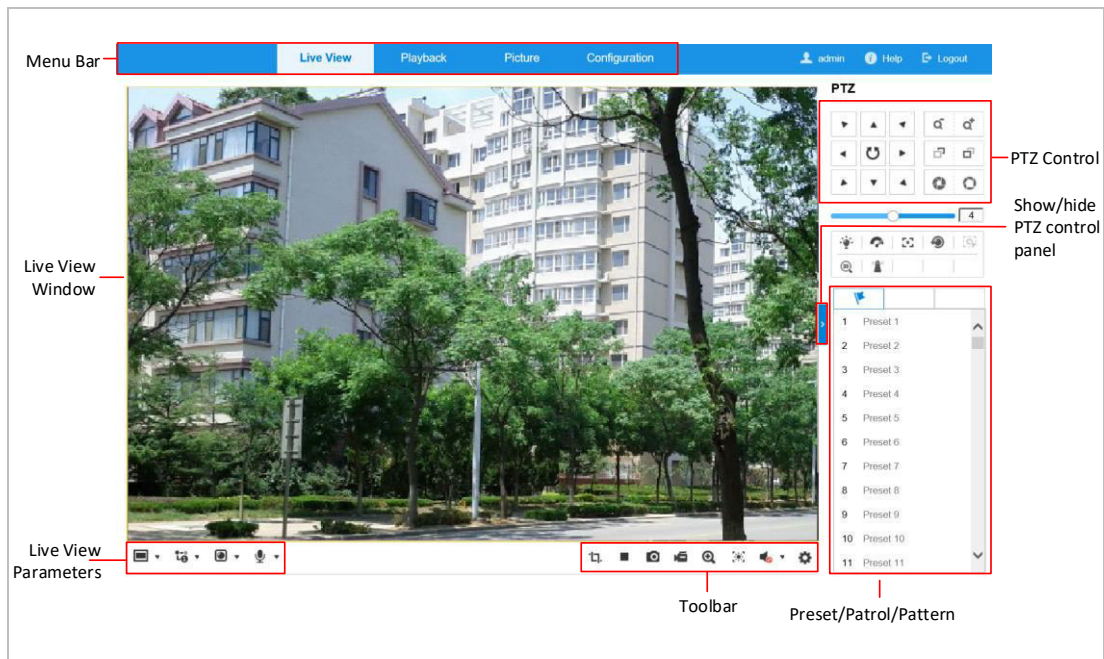 Menu Bar
Live View Playback Picture Configuration admin Help Logout
PTZ
PTZ Control
4
Show/hide
PTZ control
panel
Live View
Window
1 Preset 1
2 Preset 2
3 Preset 3
4 Preset 4
5 Preset 5
6 Preset 6
7 Preset 7
8 Preset 8
9 Preset 9
10 Preset 10
11 Preset 11
Live View
Parameters
Toolbar
Preset/Patrol/Pattern